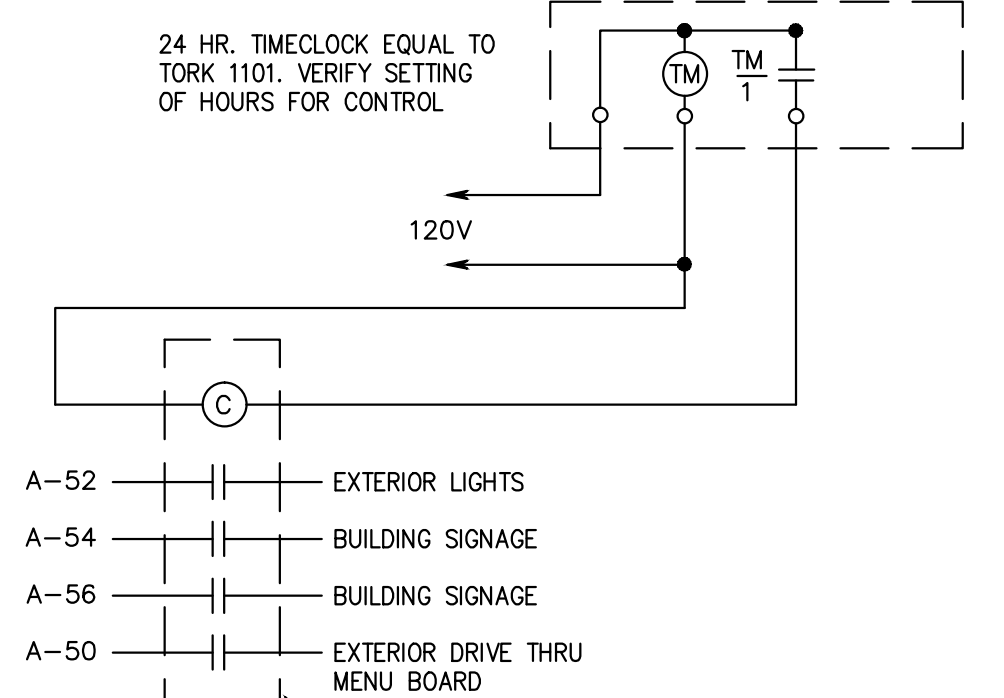 24 HR. TIMECLOCK EQUAL TO
TORK 1101. VERIFY SETTING
OF HOURS FOR CONTROL
TM
TM
1
120V
C
A-52
EXTERIOR LIGHTS
A-54
BUILDING SIGNAGE
A-56
BUILDING SIGNAGE
A-50
EXTERIOR DRIVE THRU
MENU BOARD